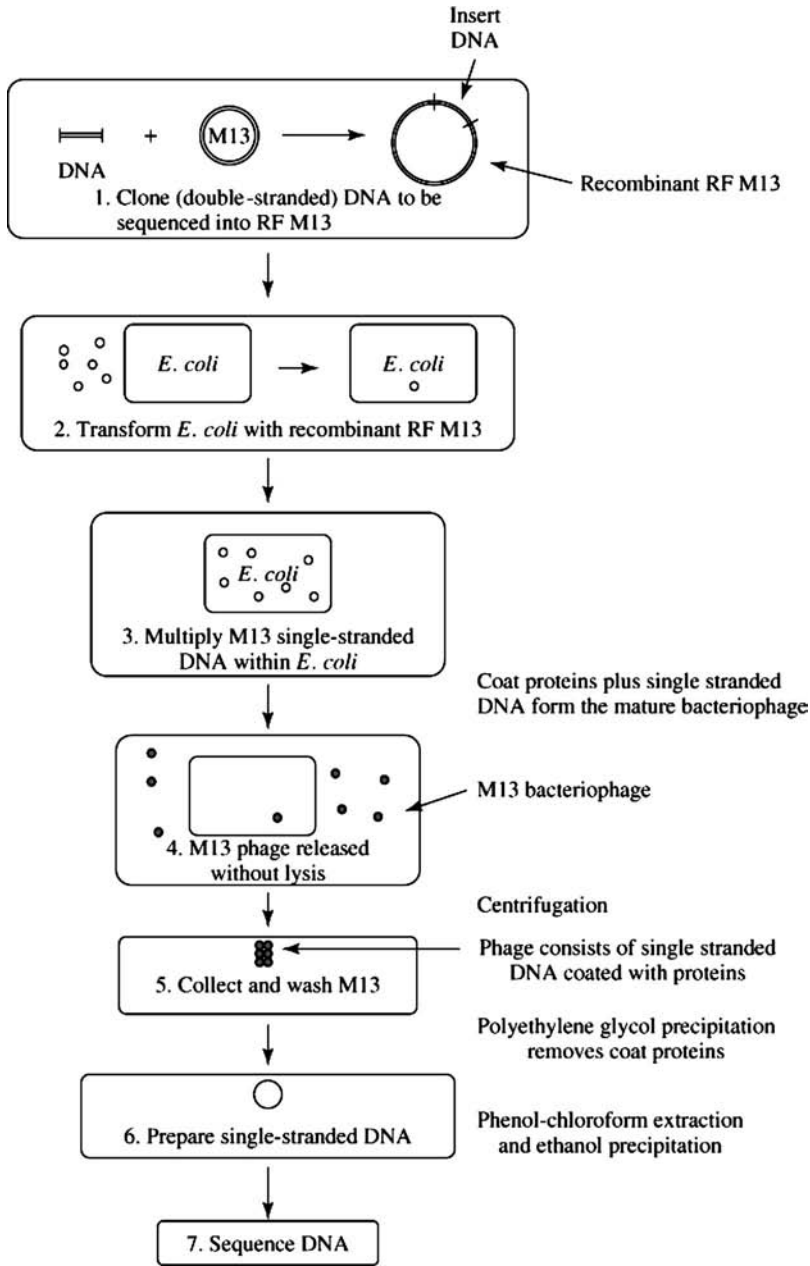 Insert
DNA
M13
+
DNA
Recombinant RF M13
1. Clone (double-stranded) DNA to be
sequenced into RF M13
E. coli
E. coli
2. Transform E. coli with recombinant RF M13
E. coli
3. Multiply M13 single-stranded
DNA within E. coli
Coat proteins plus single stranded
DNA form the mature bacteriophage
M13 bacteriophage
4. M13 phage released
without lysis
Centrifugation
Phage consists of single stranded
DNA coated with proteins
5. Collect and wash M13
Polyethylene glycol precipitation
removes coat proteins
6. Prepare single-stranded DNA
Phenol-chloroform extraction
and ethanol precipitation
7. Sequence DNA